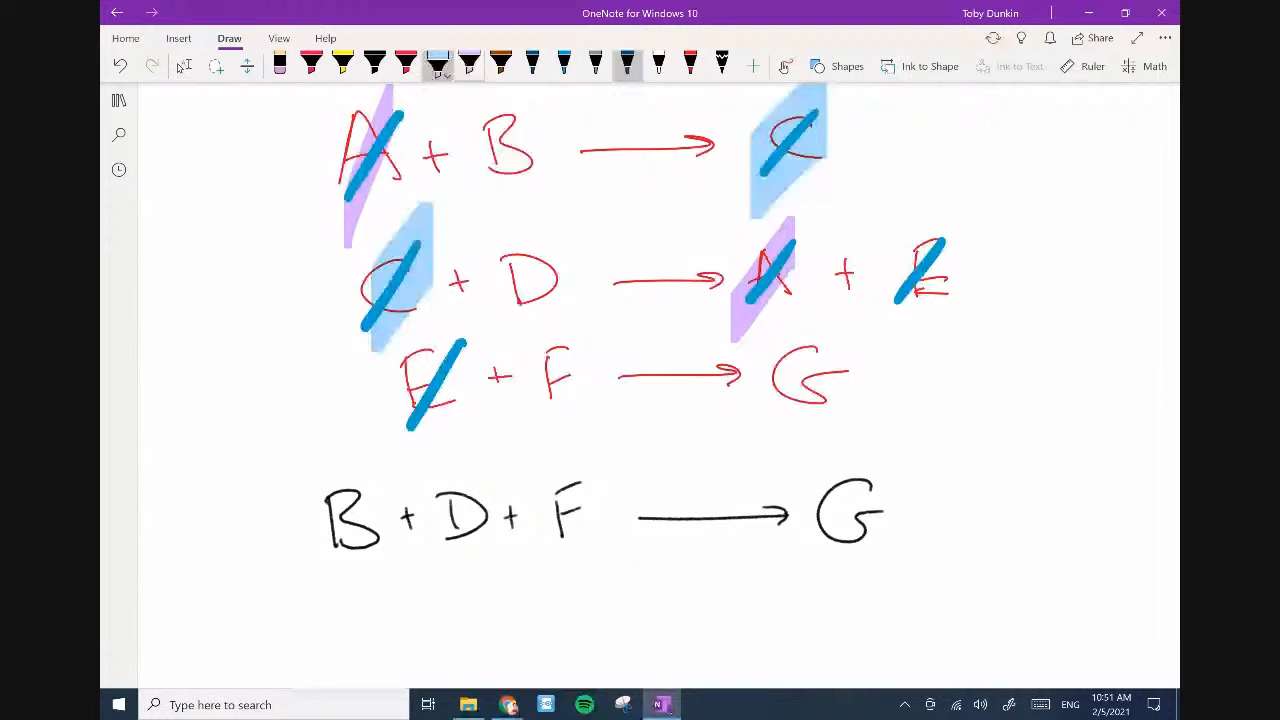 OneNote for Windows 10
Toby Dunkin
Home Insert Draw View Help Share
Shapes Ink to Shape Ink to Text Ruler Math
A + B → C
C + D → A + E
E + F → G
B + D + F → G
Type here to search
ENG
10:51 AM
2/5/2021